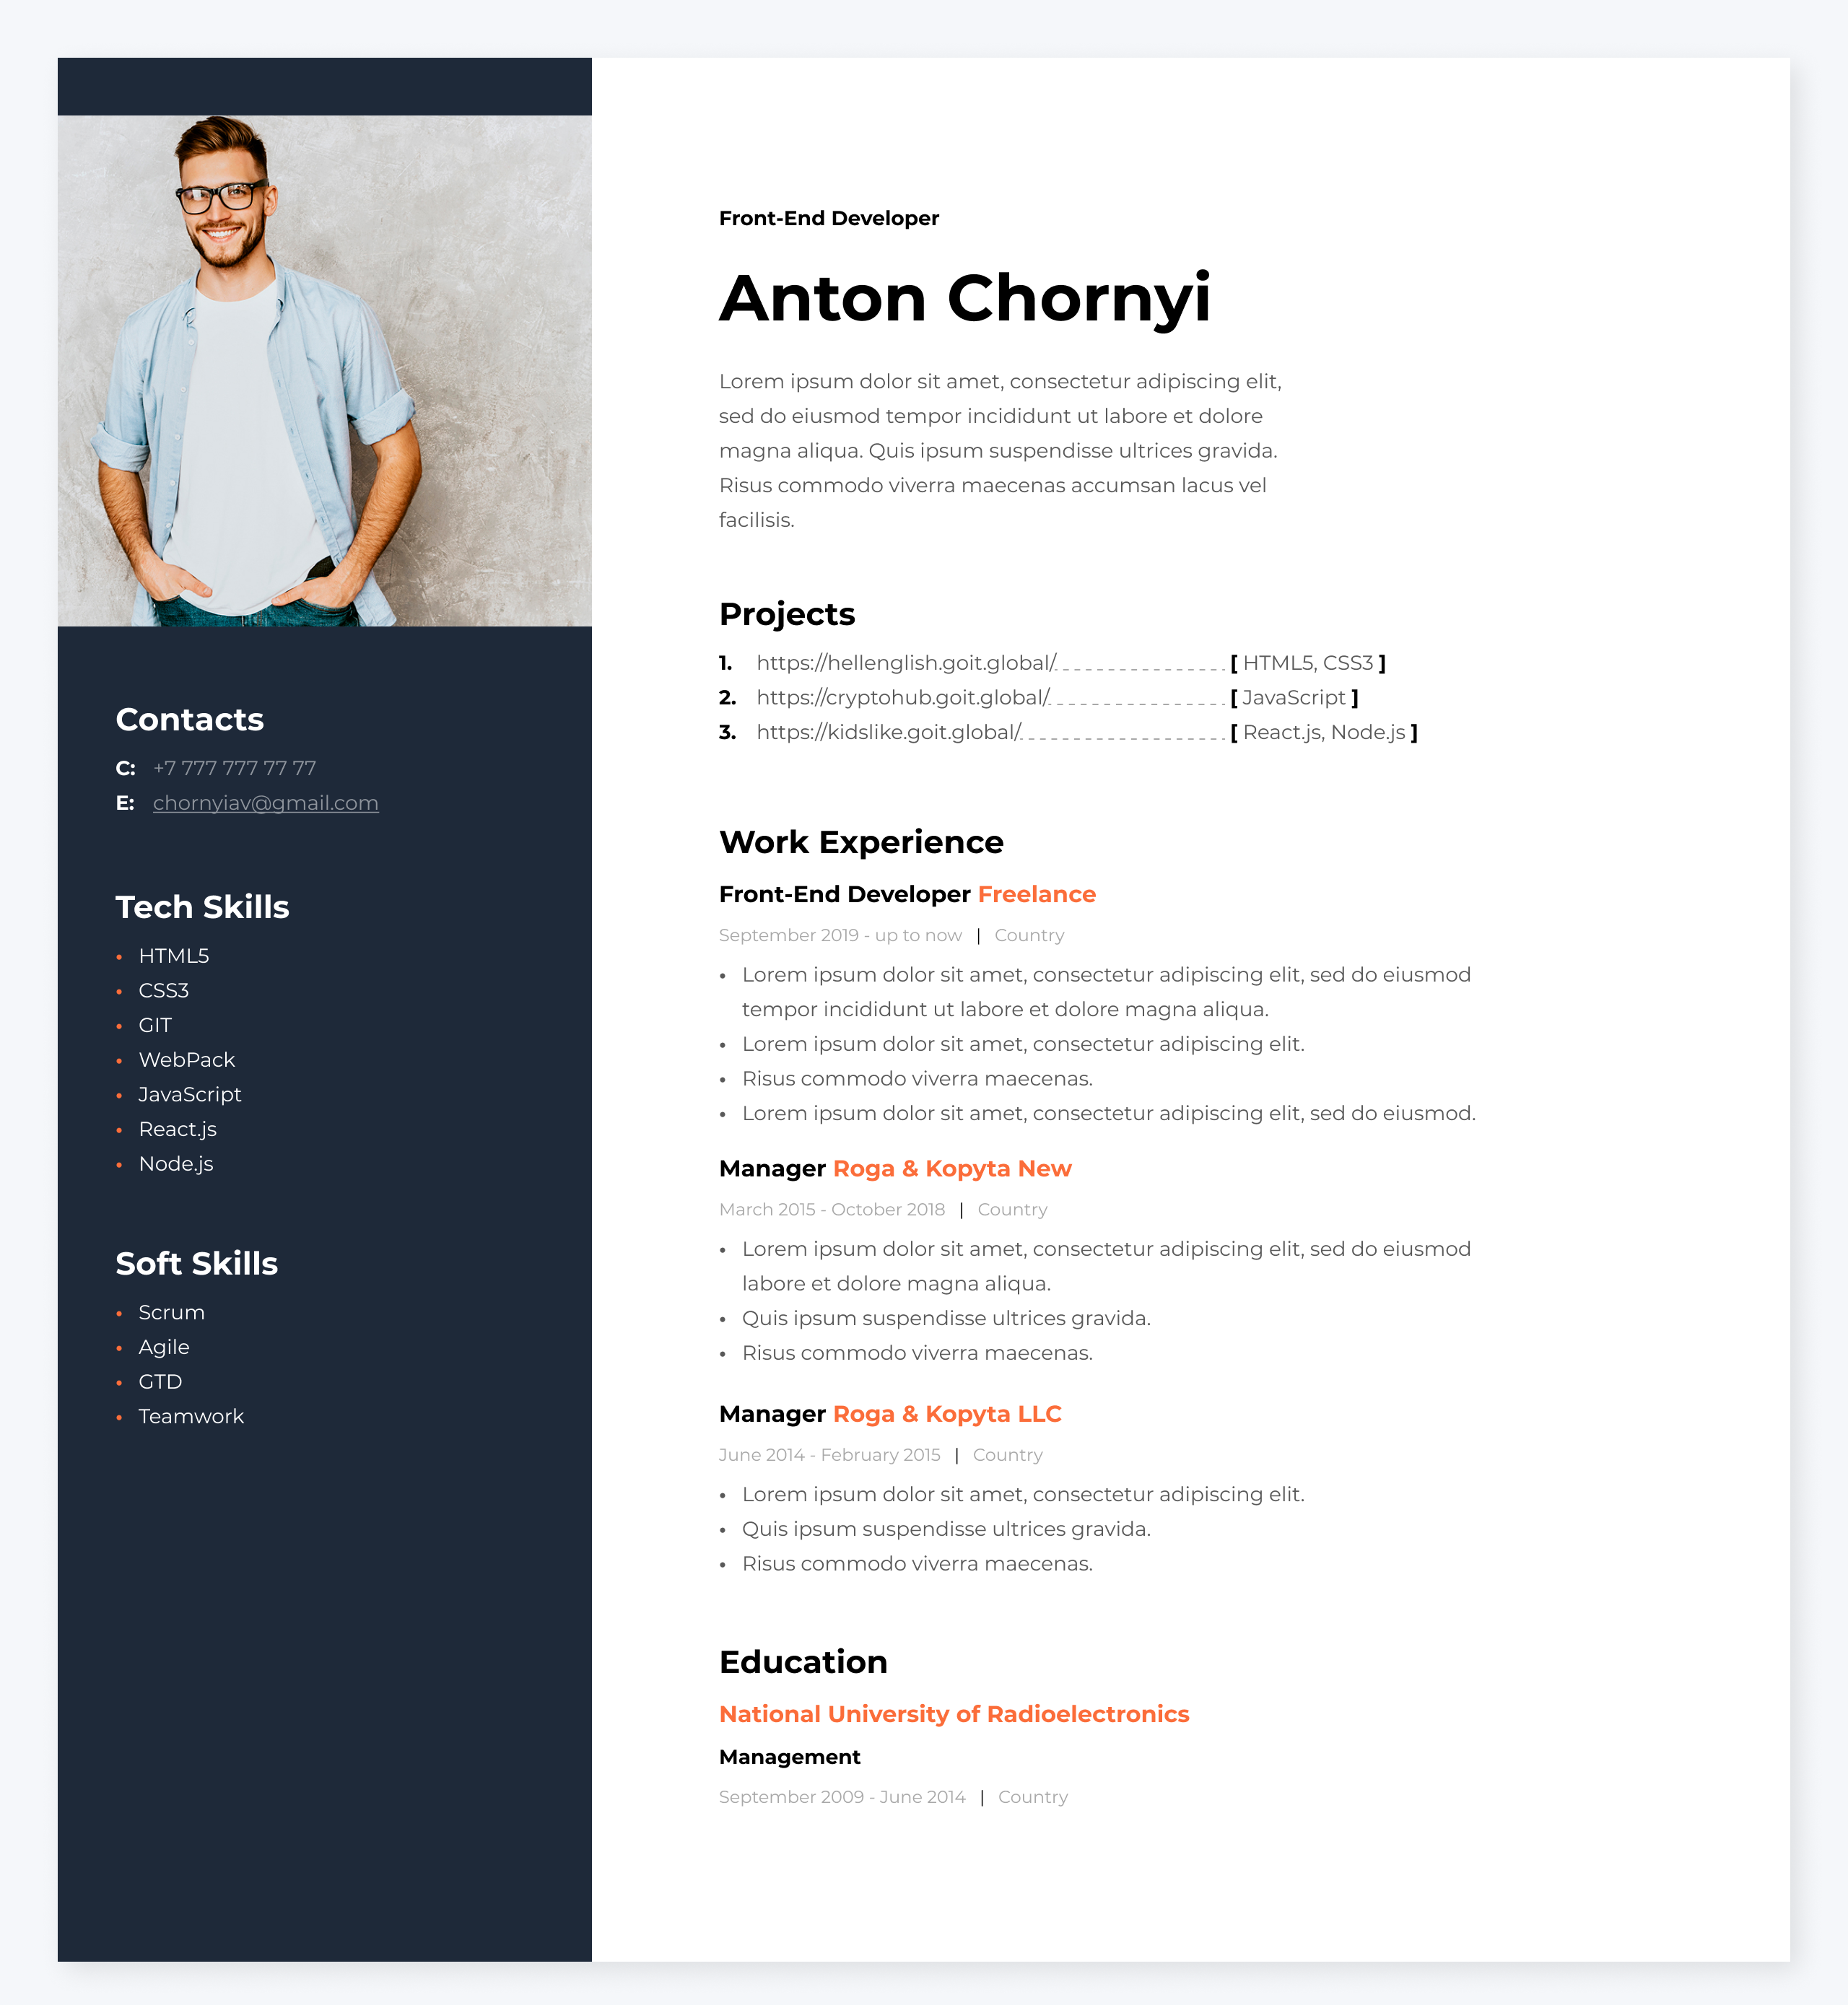 Contacts
C: +7 777 777 77 77
E: chornyiav@gmail.com
Tech Skills
• HTML5
• CSS3
• GIT
• WebPack
• JavaScript
• React.js
• Node.js
Soft Skills
• Scrum
• Agile
• GTD
• Teamwork
Front-End Developer
Anton Chornyi
Lorem ipsum dolor sit amet, consectetur adipiscing elit,
sed do eiusmod tempor incididunt ut labore et dolore
magna aliqua. Quis ipsum suspendisse ultrices gravida.
Risus commodo viverra maecenas accumsan lacus vel
facilisis.
Projects
1. https://hellenglish.goit.global/ [ HTML5, CSS3 ]
2. https://cryptohub.goit.global/ [ JavaScript ]
3. https://kidslike.goit.global/ [ React.js, Node.js ]
Work Experience
Front-End Developer Freelance
September 2019 - up to now | Country
• Lorem ipsum dolor sit amet, consectetur adipiscing elit, sed do eiusmod
tempor incididunt ut labore et dolore magna aliqua.
• Lorem ipsum dolor sit amet, consectetur adipiscing elit.
• Risus commodo viverra maecenas.
• Lorem ipsum dolor sit amet, consectetur adipiscing elit, sed do eiusmod.
Manager Roga & Kopyta New
March 2015 - October 2018 | Country
• Lorem ipsum dolor sit amet, consectetur adipiscing elit, sed do eiusmod
labore et dolore magna aliqua.
• Quis ipsum suspendisse ultrices gravida.
• Risus commodo viverra maecenas.
Manager Roga & Kopyta LLC
June 2014 - February 2015 | Country
• Lorem ipsum dolor sit amet, consectetur adipiscing elit.
• Quis ipsum suspendisse ultrices gravida.
• Risus commodo viverra maecenas.
Education
National University of Radioelectronics
Management
September 2009 - June 2014 | Country